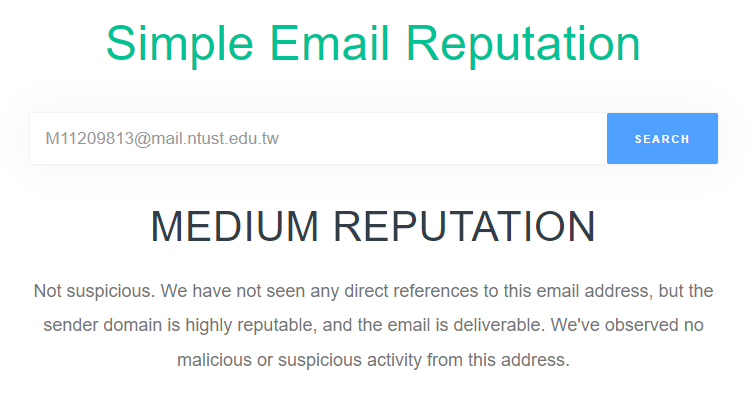 Simple Email Reputation
M11209813@mail.ntust.edu.tw
SEARCH
MEDIUM REPUTATION
Not suspicious. We have not seen any direct references to this email address, but the
sender domain is highly reputable, and the email is deliverable. We've observed no
malicious or suspicious activity from this address.